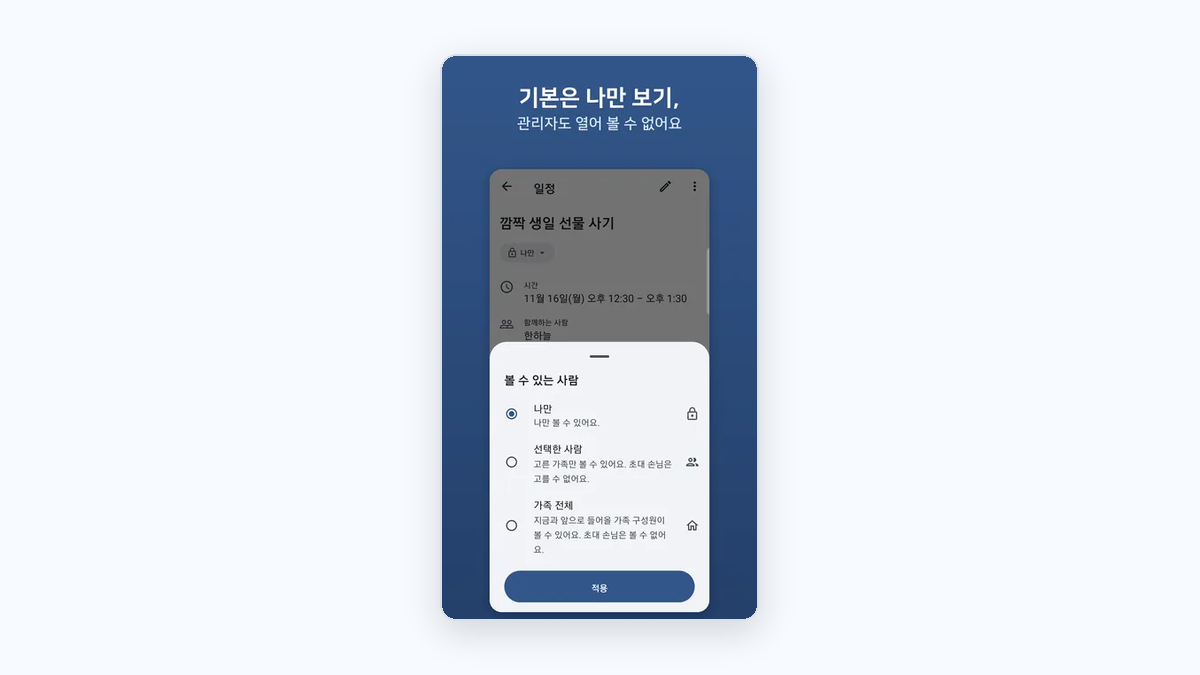 기본은 나만 보기,
관리자도 열어 볼 수 없어요
일정
깜짝 생일 선물 사기
나만
시간
11월 16일(월) 오후 12:30 – 오후 1:30
함께하는 사람
한하늘
볼 수 있는 사람
나만
나만 볼 수 있어요.
선택한 사람
고른 가족만 볼 수 있어요. 초대 손님은
고를 수 없어요.
가족 전체
지금과 앞으로 들어올 가족 구성원이
볼 수 있어요. 초대 손님은 볼 수 없어
요.
적용